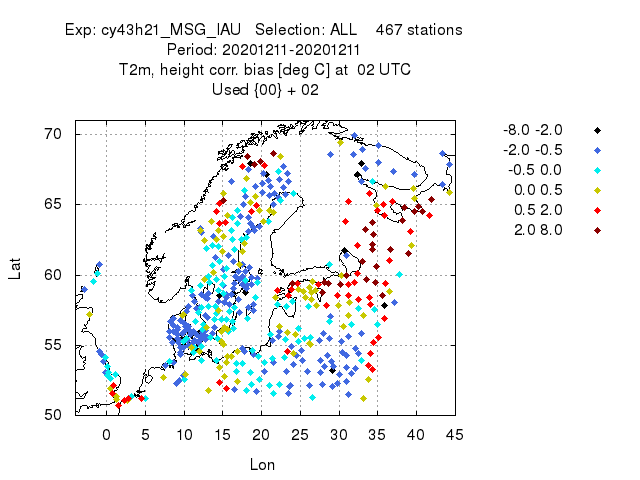 Exp: cy43h21_MSG_IAU   Selection: ALL    467 stations
Period: 20201211-20201211
T2m, height corr. bias [deg C] at  02 UTC
Used {00} + 02
-8.0 -2.0
-2.0 -0.5
-0.5 0.0
0.0 0.5
0.5 2.0
2.0 8.0
70
65
60
55
50
Lat
0 5 10 15 20 25 30 35 40 45
Lon